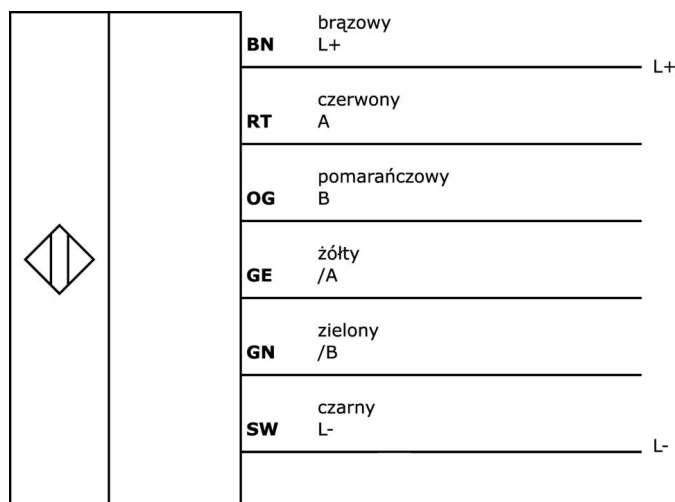 brązowy
BN L+
L+
czerwony
RT A
pomarańczowy
OG B
żółty
GE /A
zielony
GN /B
czarny
SW L-
L-